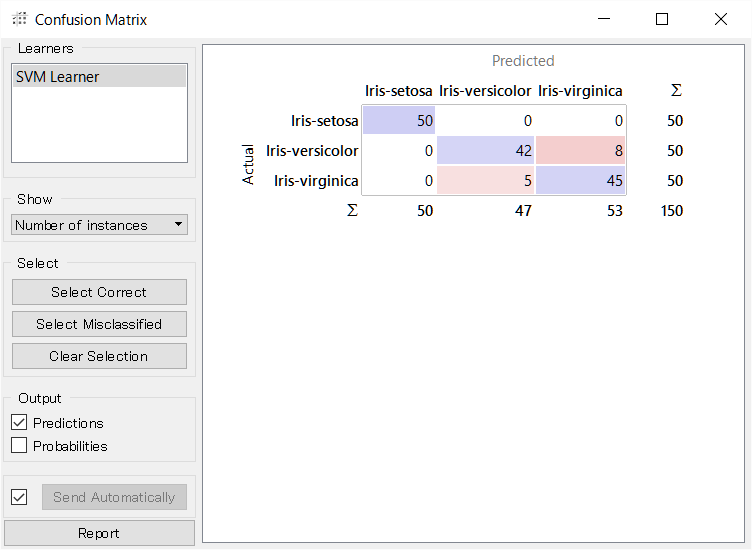 Confusion Matrix
Learners
SVM Learner
Show
Number of instances
Select
Select Correct
Select Misclassified
Clear Selection
Output
Predictions
Probabilities
Send Automatically
Report
Predicted
Iris-setosa Iris-versicolor Iris-virginica Σ
Actual
Iris-setosa 50 0 0 50
Iris-versicolor 0 42 8 50
Iris-virginica 0 5 45 50
Σ 50 47 53 150